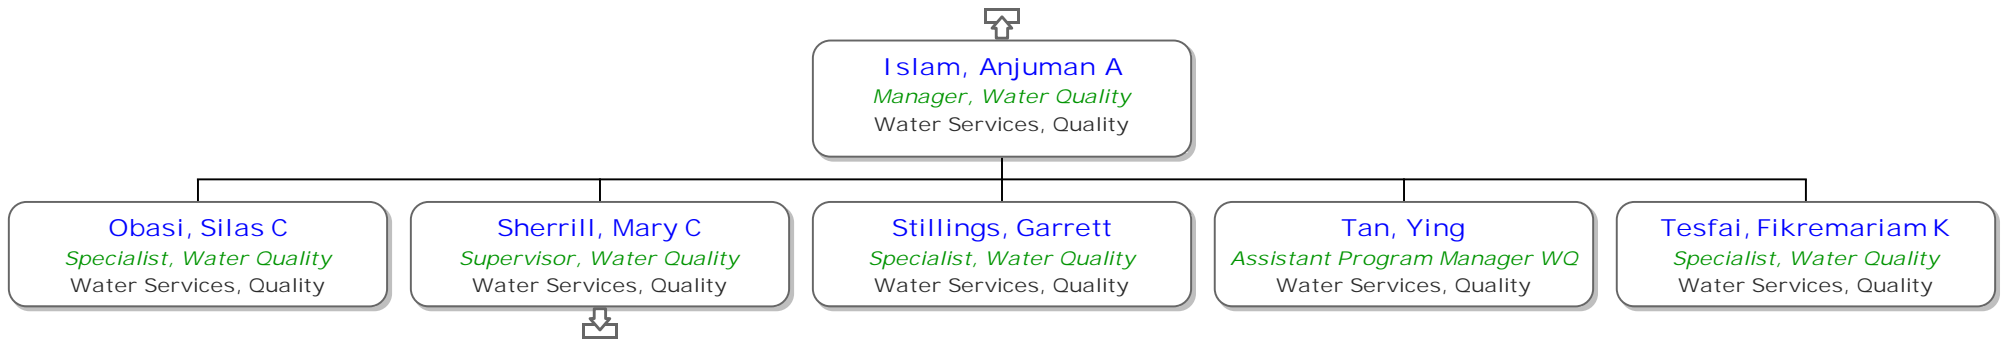 Islam, Anjuman A
Manager, Water Quality
Water Services, Quality
Obasi, Silas C
Specialist, Water Quality
Water Services, Quality
Sherrill, Mary C
Supervisor, Water Quality
Water Services, Quality
Stillings, Garrett
Specialist, Water Quality
Water Services, Quality
Tan, Ying
Assistant Program Manager WQ
Water Services, Quality
Tesfai, Fikremariam K
Specialist, Water Quality
Water Services, Quality